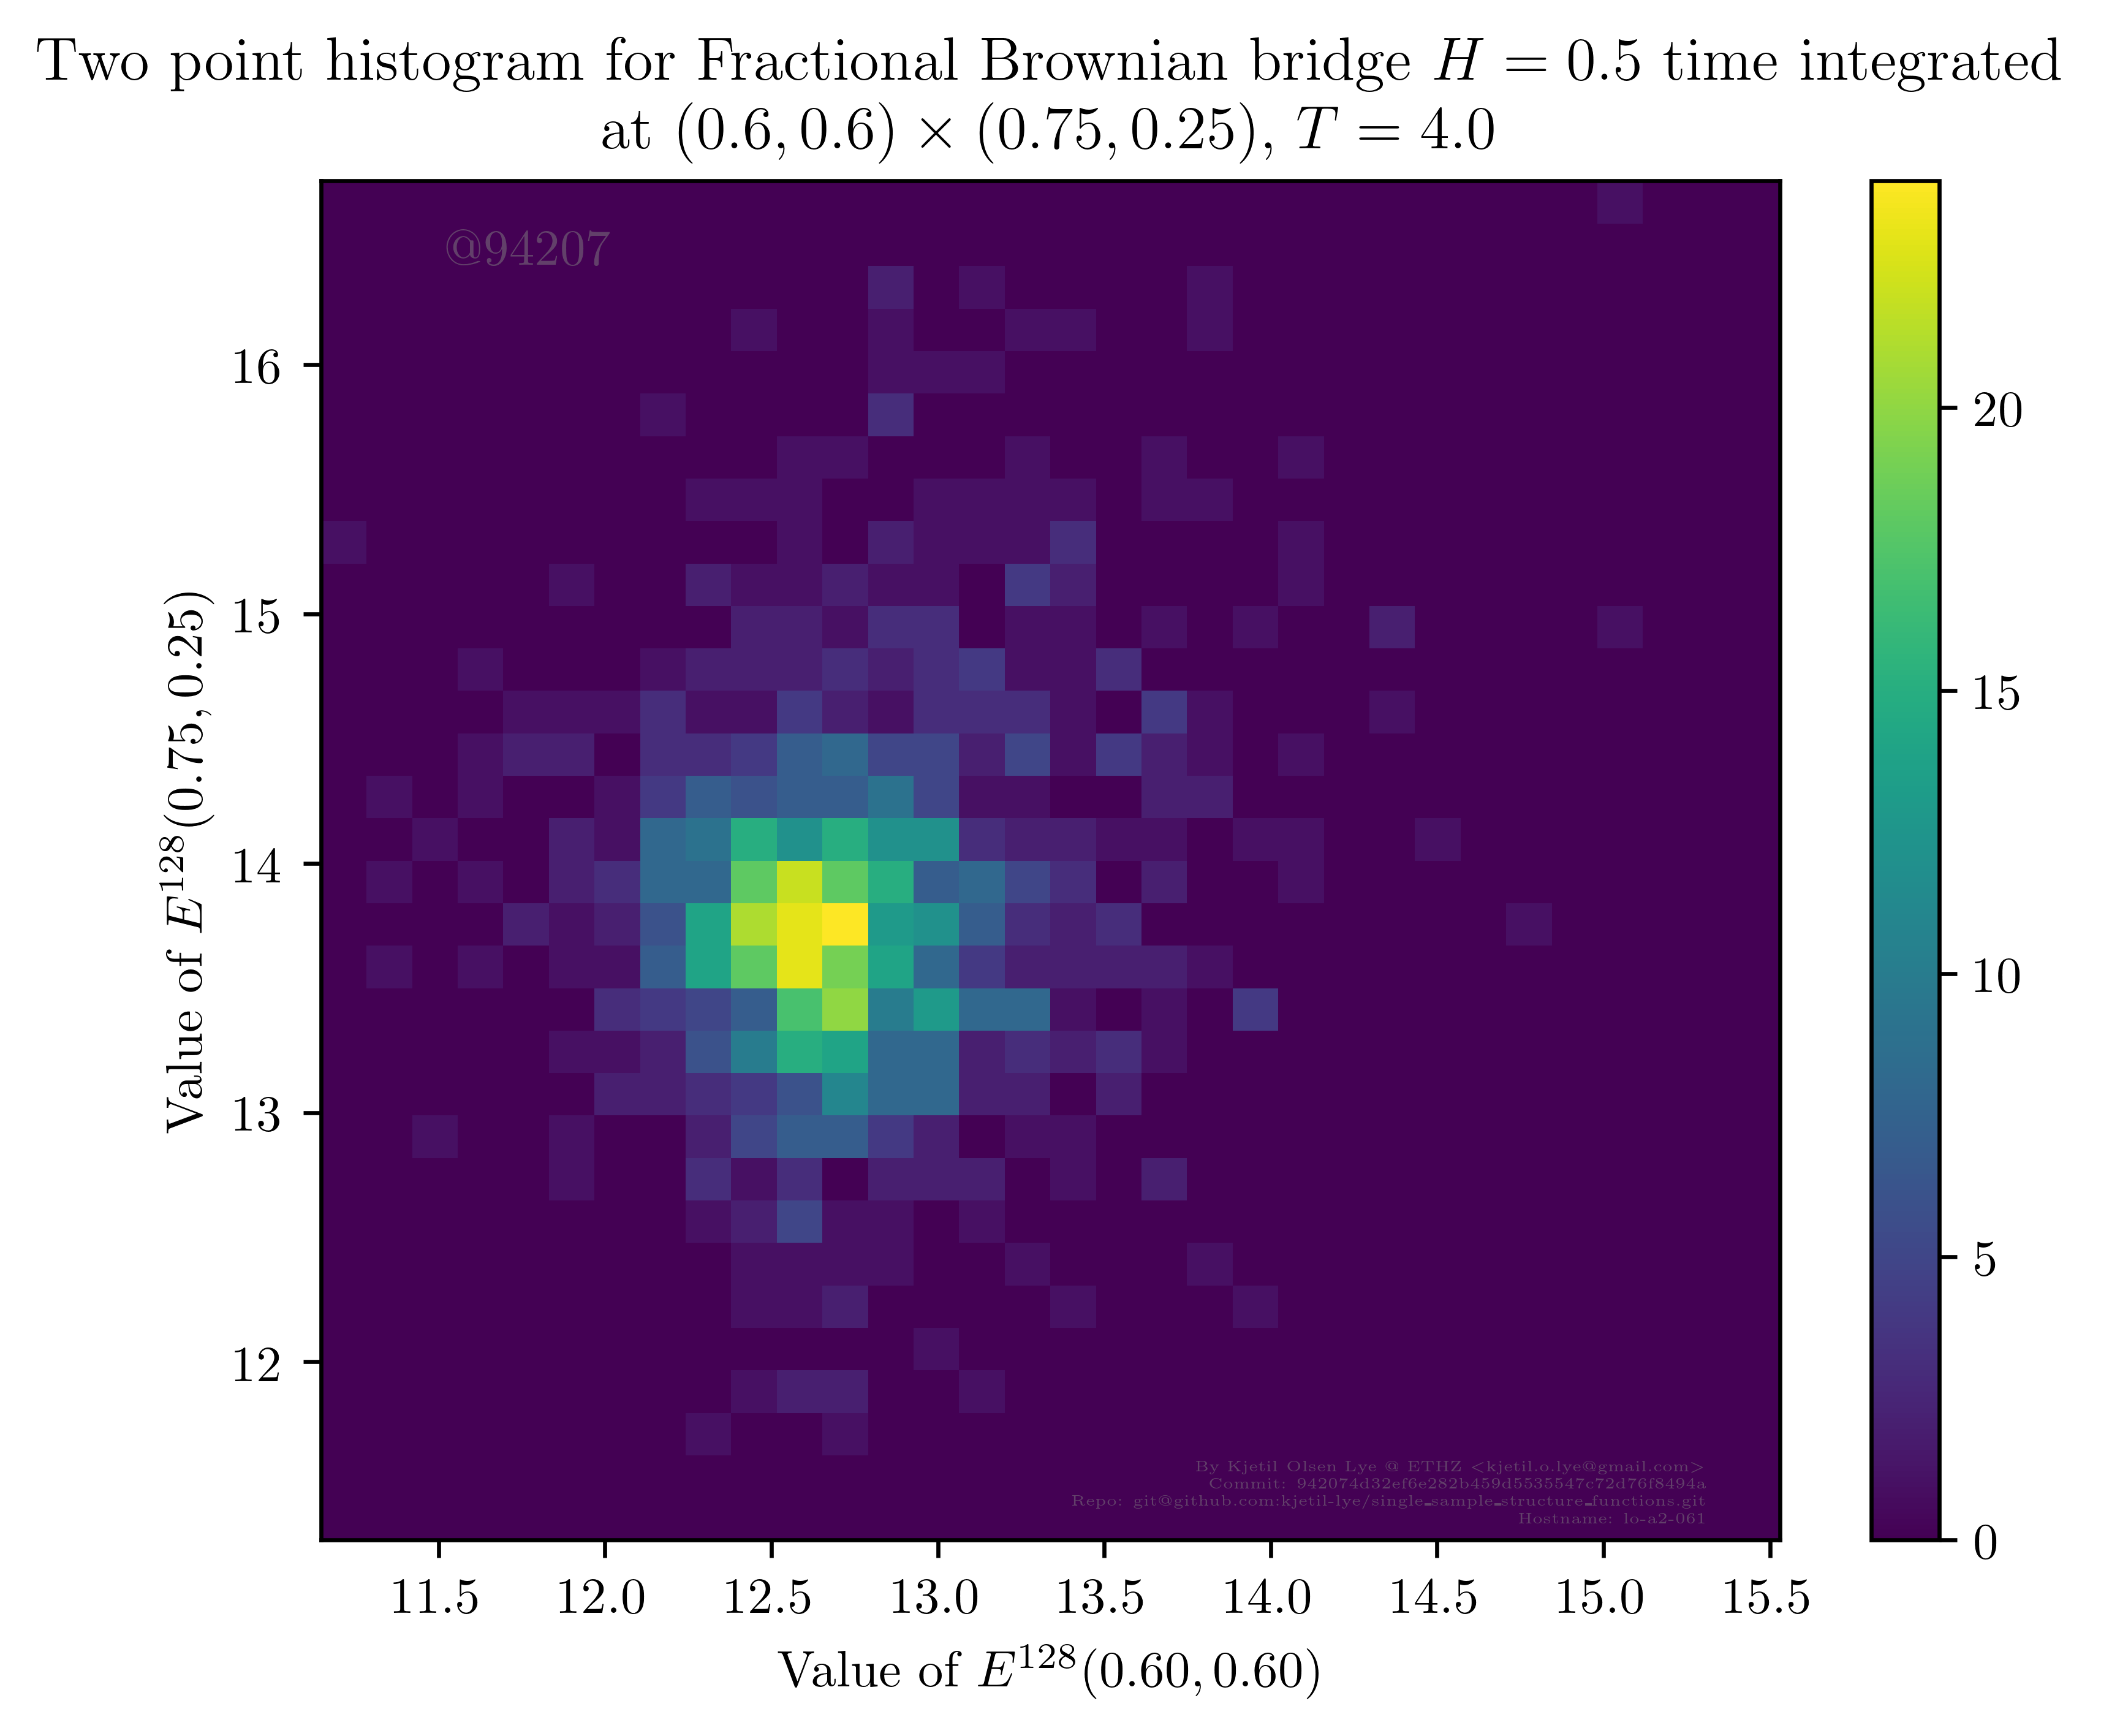 Two point histogram for Fractional Brownian bridge H = 0.5 time integrated
at (0.6, 0.6) × (0.75, 0.25), T = 4.0
@94207
16
15
14
13
12
Value of E^128(0.75, 0.25)
11.5 12.0 12.5 13.0 13.5 14.0 14.5 15.0 15.5
Value of E^128(0.60, 0.60)
20
15
10
5
0
By Kjetil Olsen Lye @ ETHZ <kjetil.o.lye@gmail.com>
Commit: 942074d32ef6e282b459d5535547c72d76f8494a
Repo: git@github.com:kjetil-lye/single_sample_structure_functions.git
Hostname: lo-a2-061